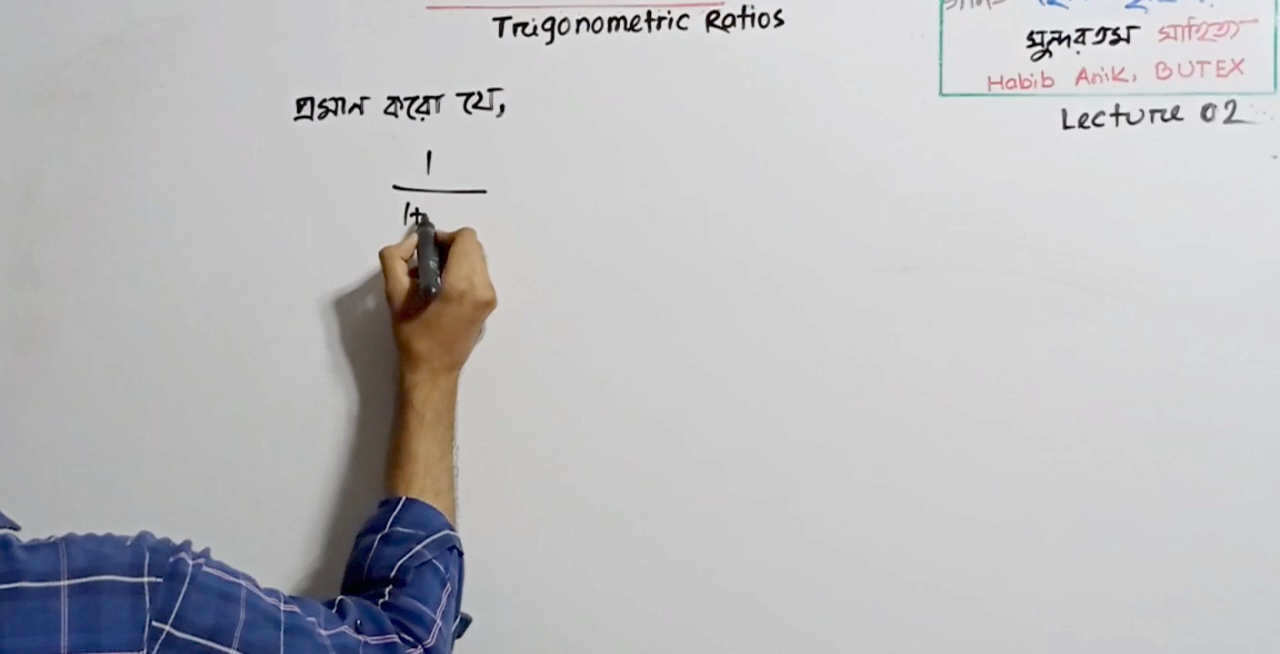 Trigonometric Ratios
সুন্দরতম সাহিত্য
Habib Anik, BUTEX
Lecture 02
প্রমান করো যে,
1
1+